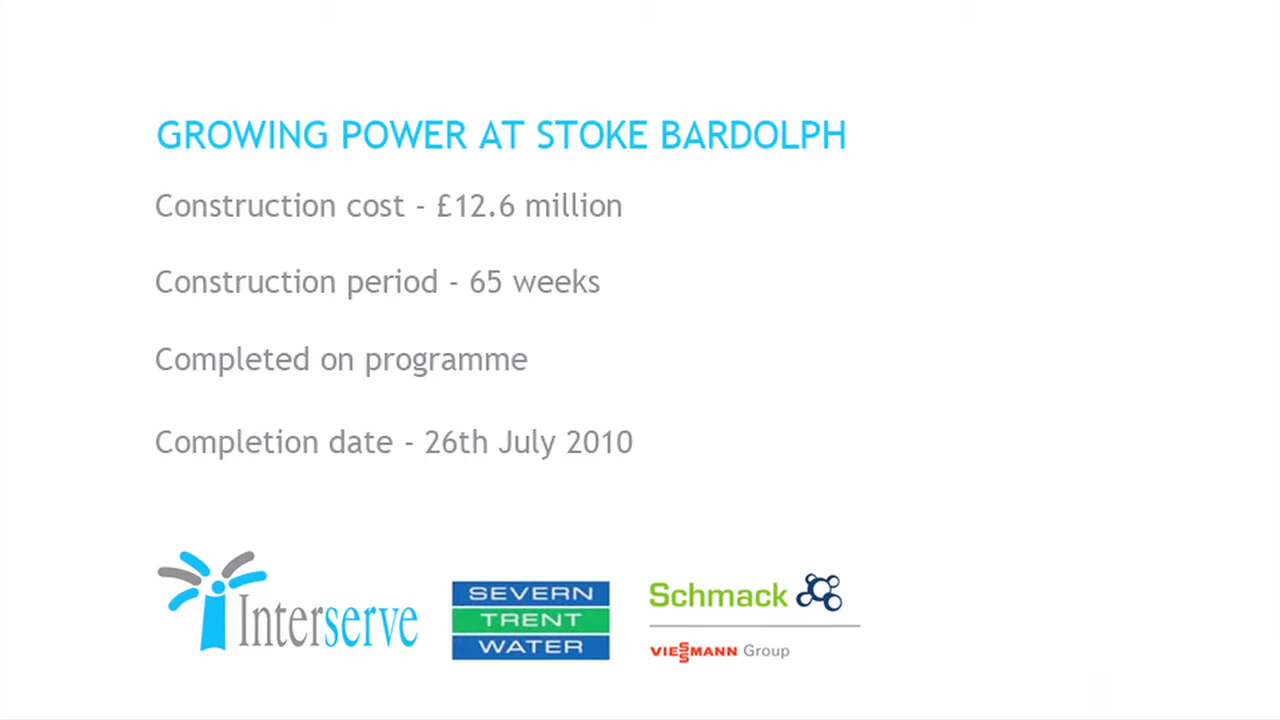 GROWING POWER AT STOKE BARDOLPH
Construction cost - £12.6 million
Construction period - 65 weeks
Completed on programme
Completion date - 26th July 2010
Interserve
SEVERN
TRENT
WATER
Schmack
VIESSMANN Group